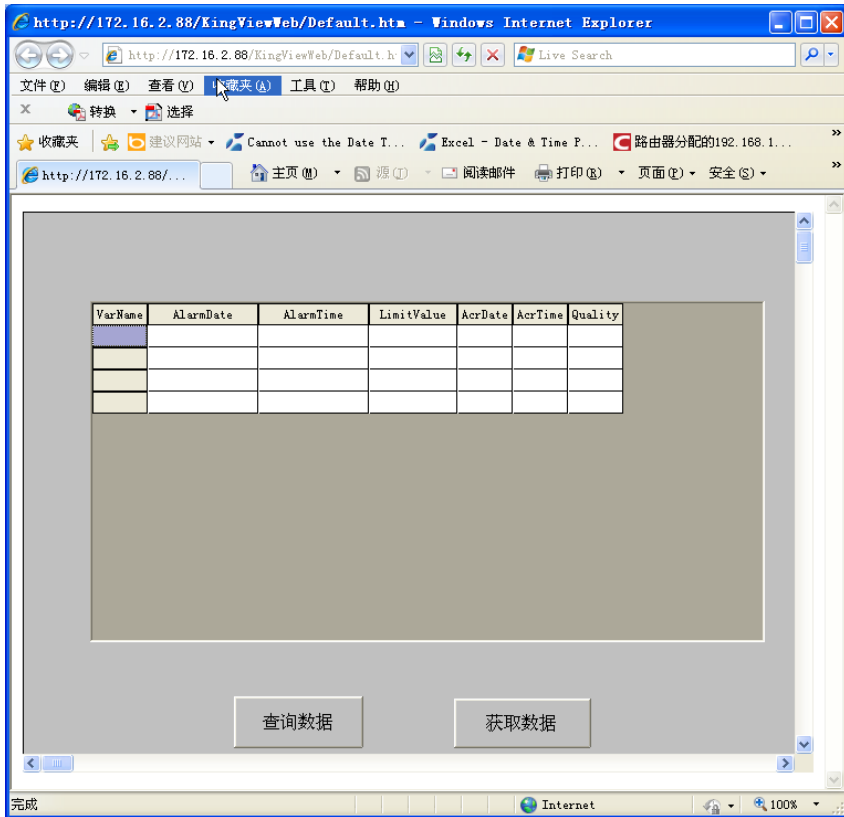 http://172.16.2.88/KingViewWeb/Default.htm - Windows Internet Explorer
http://172.16.2.88/KingViewWeb/Default.h Live Search
文件(F) 编辑(E) 查看(V) 收藏夹(A) 工具(T) 帮助(H)
x 转换 选择
收藏夹 建议网站 Cannot use the Date T... Excel - Date & Time P... 路由器分配的192.168.1... »
http://172.16.2.88/... 主页(M) 源(J) 阅读邮件 打印(R) 页面(P) 安全(S) »
VarName AlarmDate AlarmTime LimitValue AcrDate AcrTime Quality
查询数据 获取数据
完成 Internet 100%